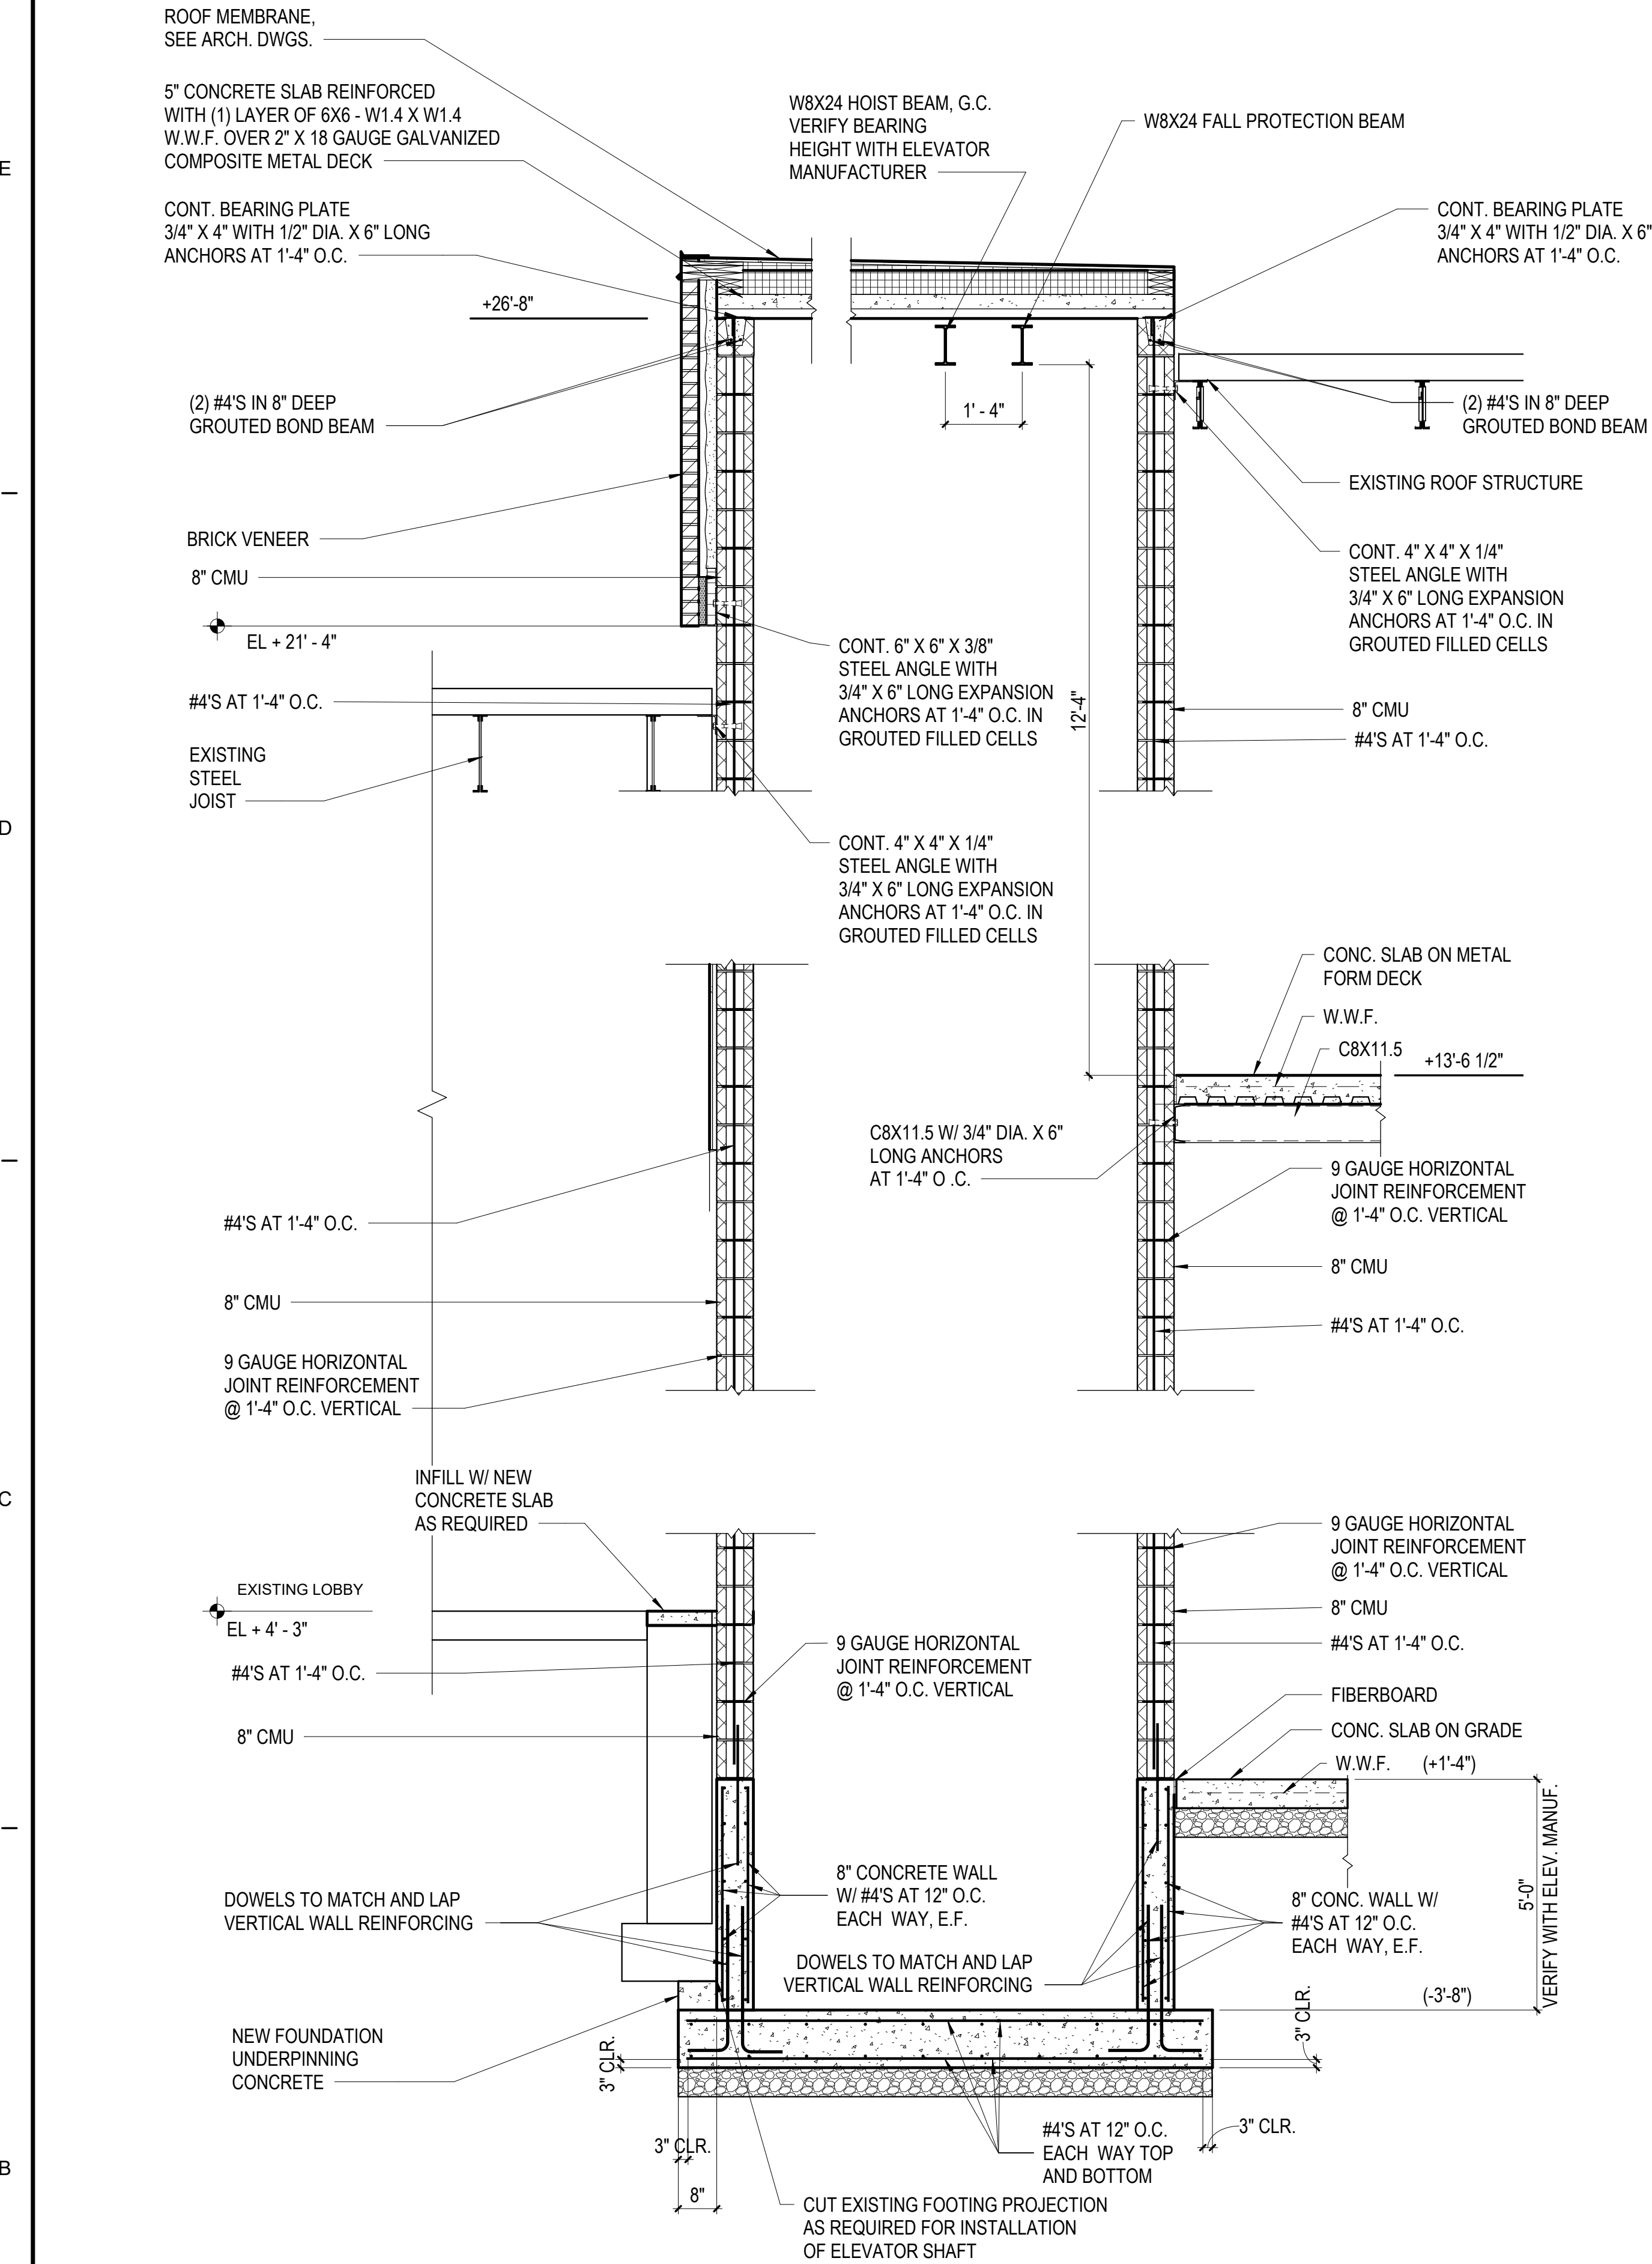 ROOF MEMBRANE,
SEE ARCH. DWGS.
5" CONCRETE SLAB REINFORCED
WITH (1) LAYER OF 6X6 - W1.4 X W1.4
W.W.F. OVER 2" X 18 GAUGE GALVANIZED
COMPOSITE METAL DECK
W8X24 HOIST BEAM, G.C.
VERIFY BEARING
HEIGHT WITH ELEVATOR
MANUFACTURER
W8X24 FALL PROTECTION BEAM
E
CONT. BEARING PLATE
3/4" X 4" WITH 1/2" DIA. X 6" LONG
ANCHORS AT 1'-4" O.C.
CONT. BEARING PLATE
3/4" X 4" WITH 1/2" DIA. X 6"
ANCHORS AT 1'-4" O.C.
+26'-8"
(2) #4'S IN 8" DEEP
GROUTED BOND BEAM
1' - 4"
(2) #4'S IN 8" DEEP
GROUTED BOND BEAM
EXISTING ROOF STRUCTURE
BRICK VENEER
8" CMU
EL + 21' - 4"
CONT. 4" X 4" X 1/4"
STEEL ANGLE WITH
3/4" X 6" LONG EXPANSION
ANCHORS AT 1'-4" O.C. IN
GROUTED FILLED CELLS
CONT. 6" X 6" X 3/8"
STEEL ANGLE WITH
3/4" X 6" LONG EXPANSION
ANCHORS AT 1'-4" O.C. IN
GROUTED FILLED CELLS
12'-4"
#4'S AT 1'-4" O.C.
8" CMU
#4'S AT 1'-4" O.C.
EXISTING
STEEL
JOIST
D
CONT. 4" X 4" X 1/4"
STEEL ANGLE WITH
3/4" X 6" LONG EXPANSION
ANCHORS AT 1'-4" O.C. IN
GROUTED FILLED CELLS
CONC. SLAB ON METAL
FORM DECK
W.W.F.
C8X11.5
+13'-6 1/2"
C8X11.5 W/ 3/4" DIA. X 6"
LONG ANCHORS
AT 1'-4" O .C.
9 GAUGE HORIZONTAL
JOINT REINFORCEMENT
@ 1'-4" O.C. VERTICAL
#4'S AT 1'-4" O.C.
8" CMU
8" CMU
#4'S AT 1'-4" O.C.
9 GAUGE HORIZONTAL
JOINT REINFORCEMENT
@ 1'-4" O.C. VERTICAL
INFILL W/ NEW
CONCRETE SLAB
AS REQUIRED
C
9 GAUGE HORIZONTAL
JOINT REINFORCEMENT
@ 1'-4" O.C. VERTICAL
EXISTING LOBBY
EL + 4' - 3"
8" CMU
#4'S AT 1'-4" O.C.
9 GAUGE HORIZONTAL
JOINT REINFORCEMENT
@ 1'-4" O.C. VERTICAL
#4'S AT 1'-4" O.C.
FIBERBOARD
CONC. SLAB ON GRADE
8" CMU
W.W.F.
(+1'-4")
DOWELS TO MATCH AND LAP
VERTICAL WALL REINFORCING
8" CONCRETE WALL
W/ #4'S AT 12" O.C.
EACH WAY, E.F.
8" CONC. WALL W/
#4'S AT 12" O.C.
EACH WAY, E.F.
5'-0"
VERIFY WITH ELEV. MANUF.
DOWELS TO MATCH AND LAP
VERTICAL WALL REINFORCING
(-3'-8")
NEW FOUNDATION
UNDERPINNING
CONCRETE
3" CLR.
3" CLR.
3" CLR.
8"
#4'S AT 12" O.C.
EACH WAY TOP
AND BOTTOM
3" CLR.
B
CUT EXISTING FOOTING PROJECTION
AS REQUIRED FOR INSTALLATION
OF ELEVATOR SHAFT